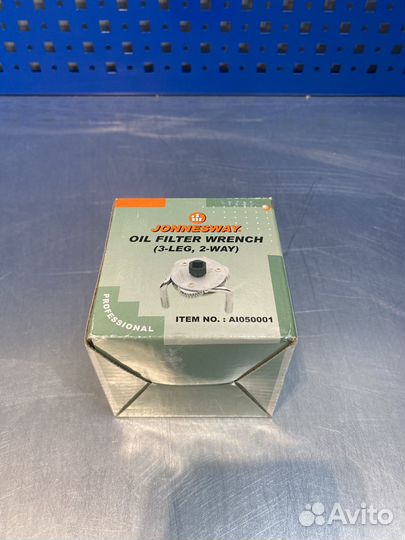 JONNESWAY
OIL FILTER WRENCH
(3-LEG, 2-WAY)
ITEM NO. : AI050001
PROFESSIONAL
Avito